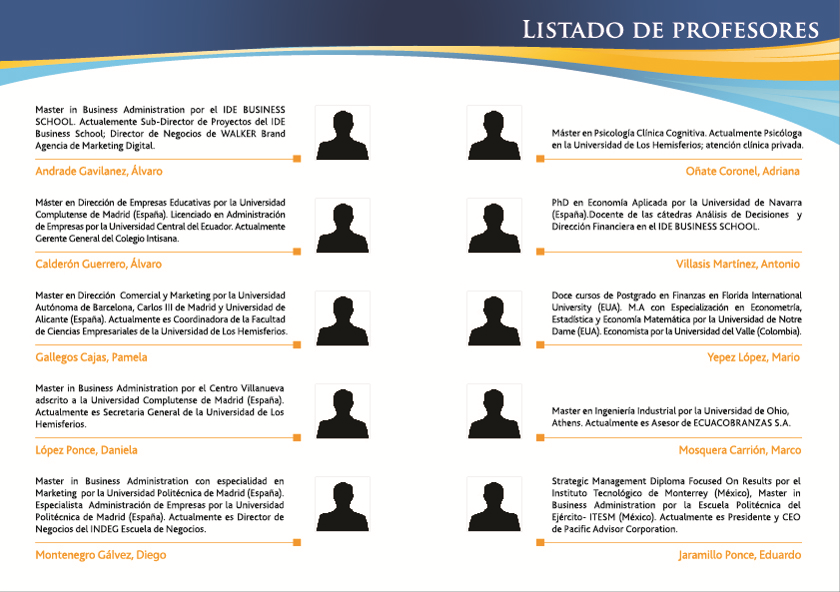 LISTADO DE PROFESORES
Master in Business Administration por el IDE BUSINESS
SCHOOL. Actualemente Sub-Director de Proyectos del IDE
Business School; Director de Negocios de WALKER Brand
Agencia de Marketing Digital.
Andrade Gavilanez, Álvaro
Máster en Dirección de Empresas Educativas por la Universidad
Complutense de Madrid (España). Licenciado en Administración
de Empresas por la Universidad Central del Ecuador. Actualmente
Gerente General del Colegio Intisana.
Calderón Guerrero, Álvaro
Master en Dirección Comercial y Marketing por la Universidad
Autónoma de Barcelona, Carlos III de Madrid y Universidad de
Alicante (España). Actualmente es Coordinadora de la Facultad
de Ciencias Empresariales de la Universidad de Los Hemisferios.
Gallegos Cajas, Pamela
Master in Business Administration por el Centro Villanueva
adscrito a la Universidad Complutense de Madrid (España).
Actualmente es Secretaria General de la Universidad de Los
Hemisferios.
López Ponce, Daniela
Master in Business Administration con especialidad en
Marketing por la Universidad Politécnica de Madrid (España).
Especialista Administración de Empresas por la Universidad
Politécnica de Madrid (España). Actualmente es Director de
Negocios del INDEG Escuela de Negocios.
Montenegro Gálvez, Diego
Máster en Psicología Clínica Cognitiva. Actualmente Psicóloga
en la Universidad de Los Hemisferios; atención clínica privada.
Oñate Coronel, Adriana
PhD en Economía Aplicada por la Universidad de Navarra
(España).Docente de las cátedras Análisis de Decisiones y
Dirección Financiera en el IDE BUSINESS SCHOOL.
Villasis Martínez, Antonio
Doce cursos de Postgrado en Finanzas en Florida International
University (EUA). M.A con Especialización en Econometría,
Estadística y Economía Matemática por la Universidad de Notre
Dame (EUA). Economista por la Universidad del Valle (Colombia).
Yepez López, Mario
Master en Ingeniería Industrial por la Universidad de Ohio,
Athens. Actualmente es Asesor de ECUACOBRANZAS S.A.
Mosquera Carrión, Marco
Strategic Management Diploma Focused On Results por el
Instituto Tecnológico de Monterrey (México), Master in
Business Administration por la Escuela Politécnica del
Ejército- ITESM (México). Actualmente es Presidente y CEO
de Pacific Advisor Corporation.
Jaramillo Ponce, Eduardo